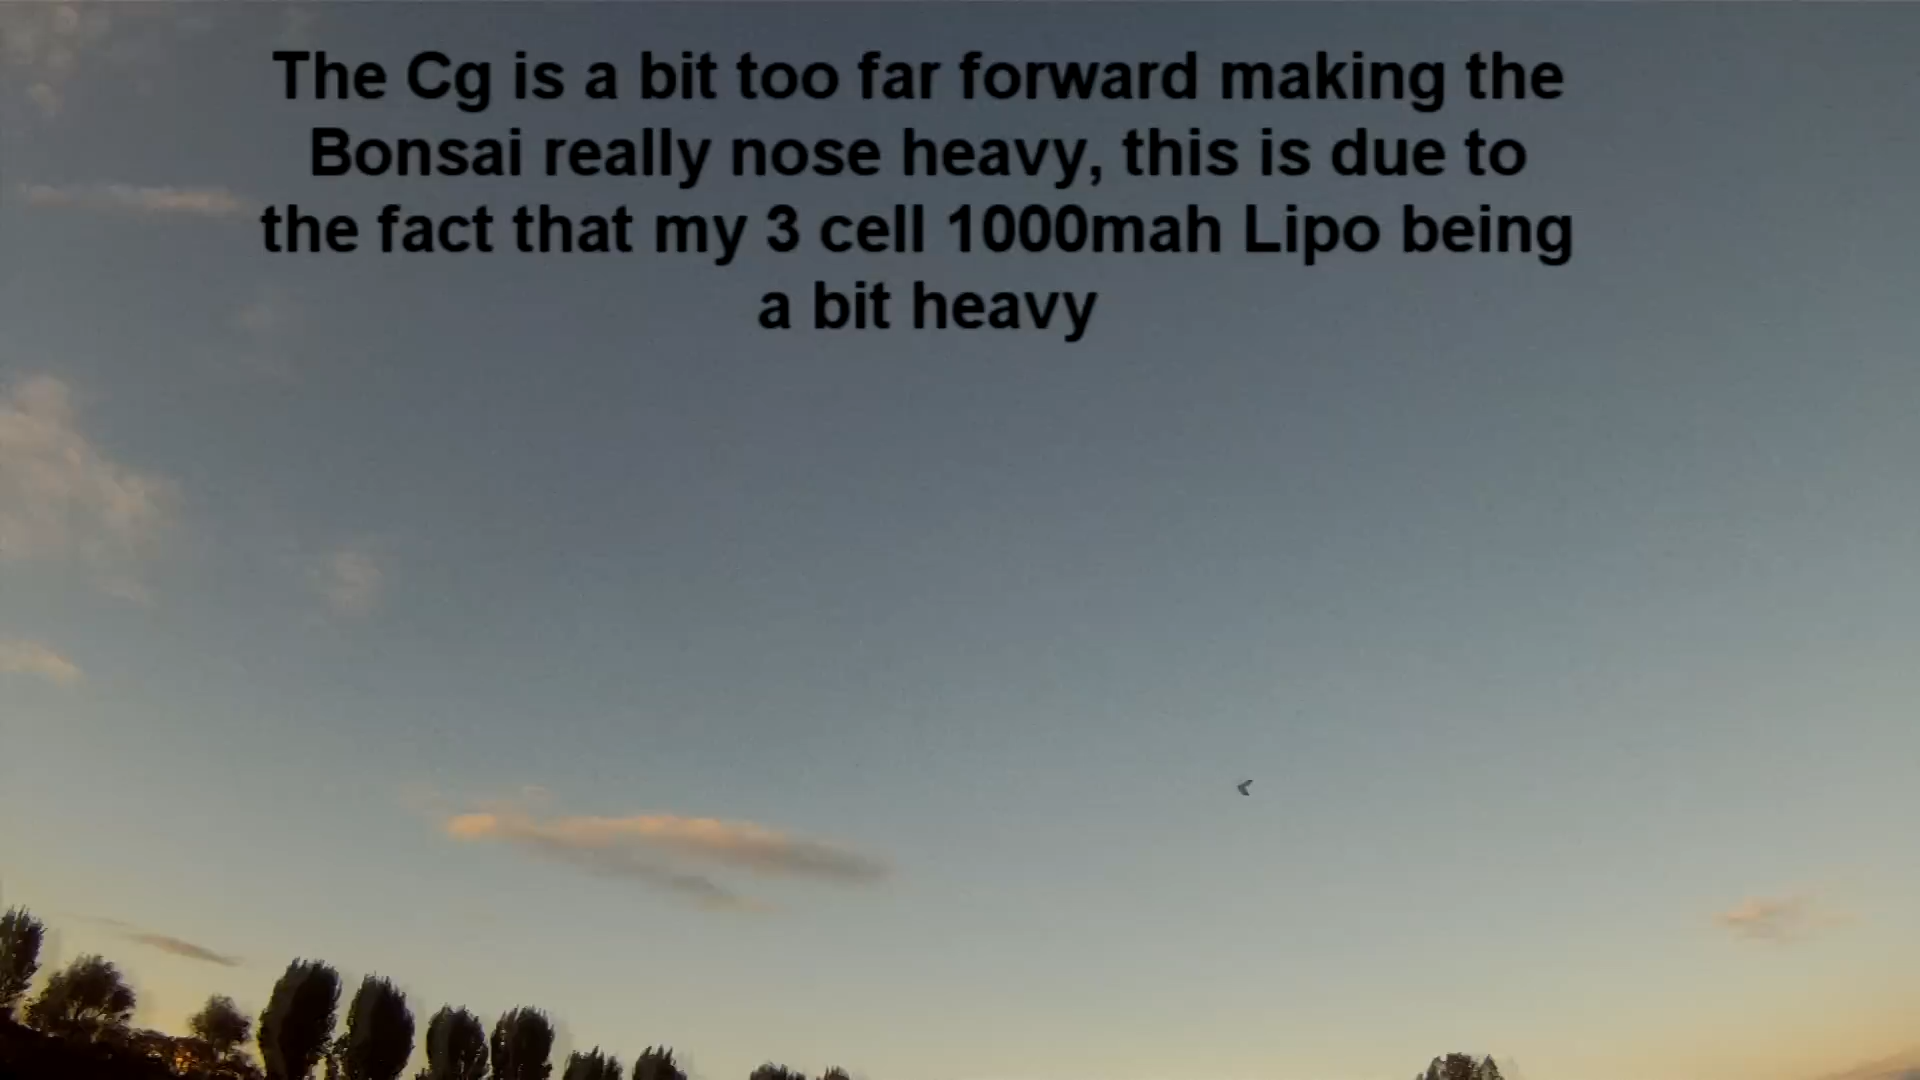 The Cg is a bit too far forward making the
Bonsai really nose heavy, this is due to
the fact that my 3 cell 1000mah Lipo being
a bit heavy